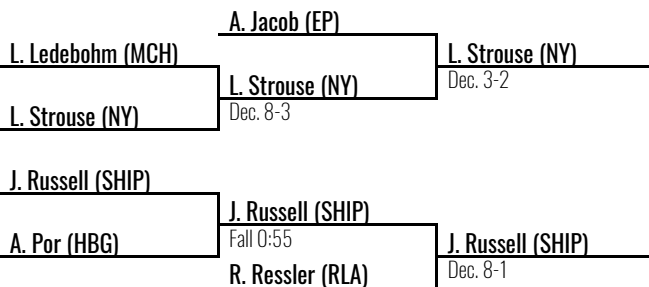 A. Jacob (EP)
L. Ledebohm (MCH)
L. Strouse (NY)
Dec. 3-2
L. Strouse (NY)
Dec. 8-3
L. Strouse (NY)
J. Russell (SHIP)
J. Russell (SHIP)
Fall 0:55
A. Por (HBG)
J. Russell (SHIP)
Dec. 8-1
R. Ressler (RLA)